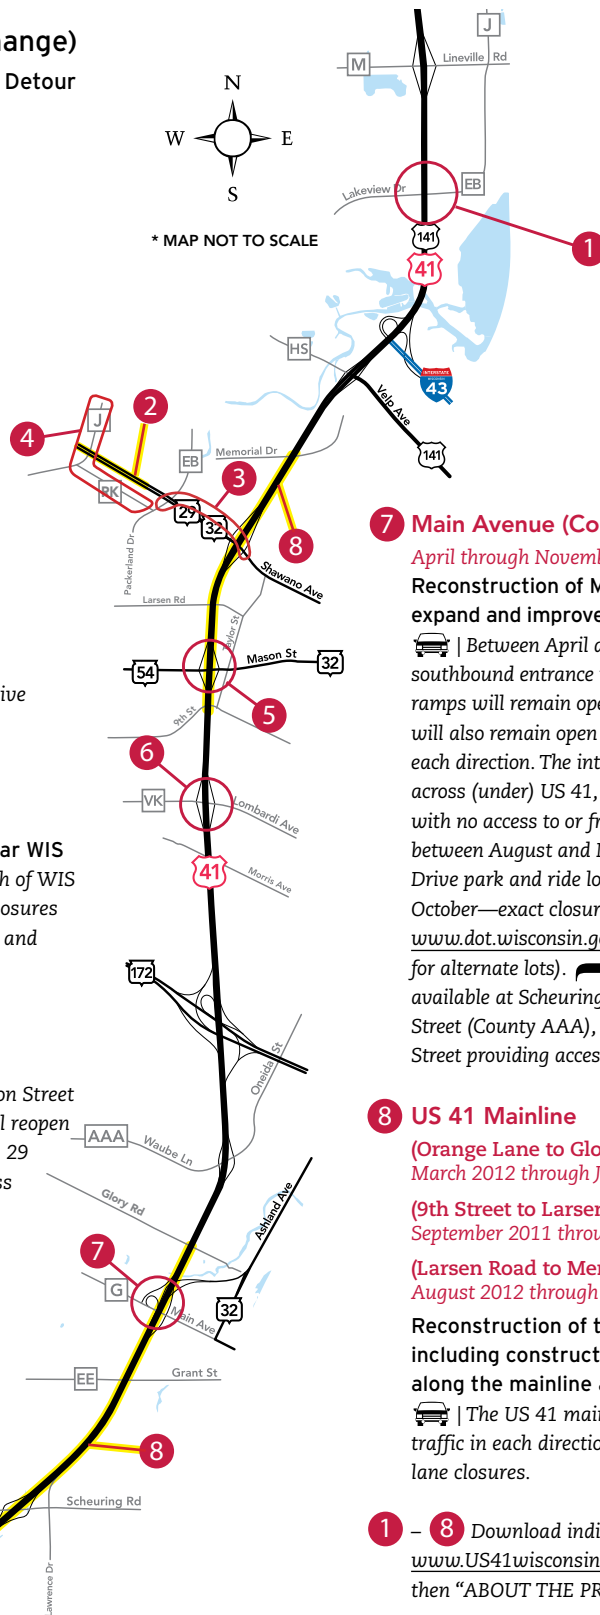 ange)
Detour
N
W E
S
* MAP NOT TO SCALE
J
M
Lineville Rd
Lakeview Dr
EB
1
141
41
HS
INTERSTATE
43
Velp Ave
141
2
4
J
EB
Memorial Dr
3
RK
29
32
8
Packerland Dr
Shawano Ave
Larsen Rd
Taylor St
54
Mason St
32
9th St
5
6
VK
Lombardi Ave
41
Morris Ave
172
Oneida St
AAA
Waube Ln
Glory Rd
Ashland Ave
7
G
Main Ave
32
EE
Grant St
8
Scheuring Rd
Lawrence Dr
ive
ar WIS
h of WIS
osures
and
on Street
l reopen
29
ss
7 Main Avenue (Co
April through Novemb
Reconstruction of M
expand and improve
| Between April a
southbound entrance
ramps will remain ope
will also remain open
each direction. The int
across (under) US 41,
with no access to or fr
between August and
Drive park and ride lo
October—exact closur
www.dot.wisconsin.go
for alternate lots).
available at Scheuring
Street (County AAA),
Street providing acces
8 US 41 Mainline
(Orange Lane to Glo
March 2012 through J
(9th Street to Larsen
September 2011 throu
(Larsen Road to Mem
August 2012 through
Reconstruction of t
including construct
along the mainline a
| The US 41 main
traffic in each direction
lane closures.
1 – 8 Download indi
www.US41wisconsin
then “ABOUT THE PR